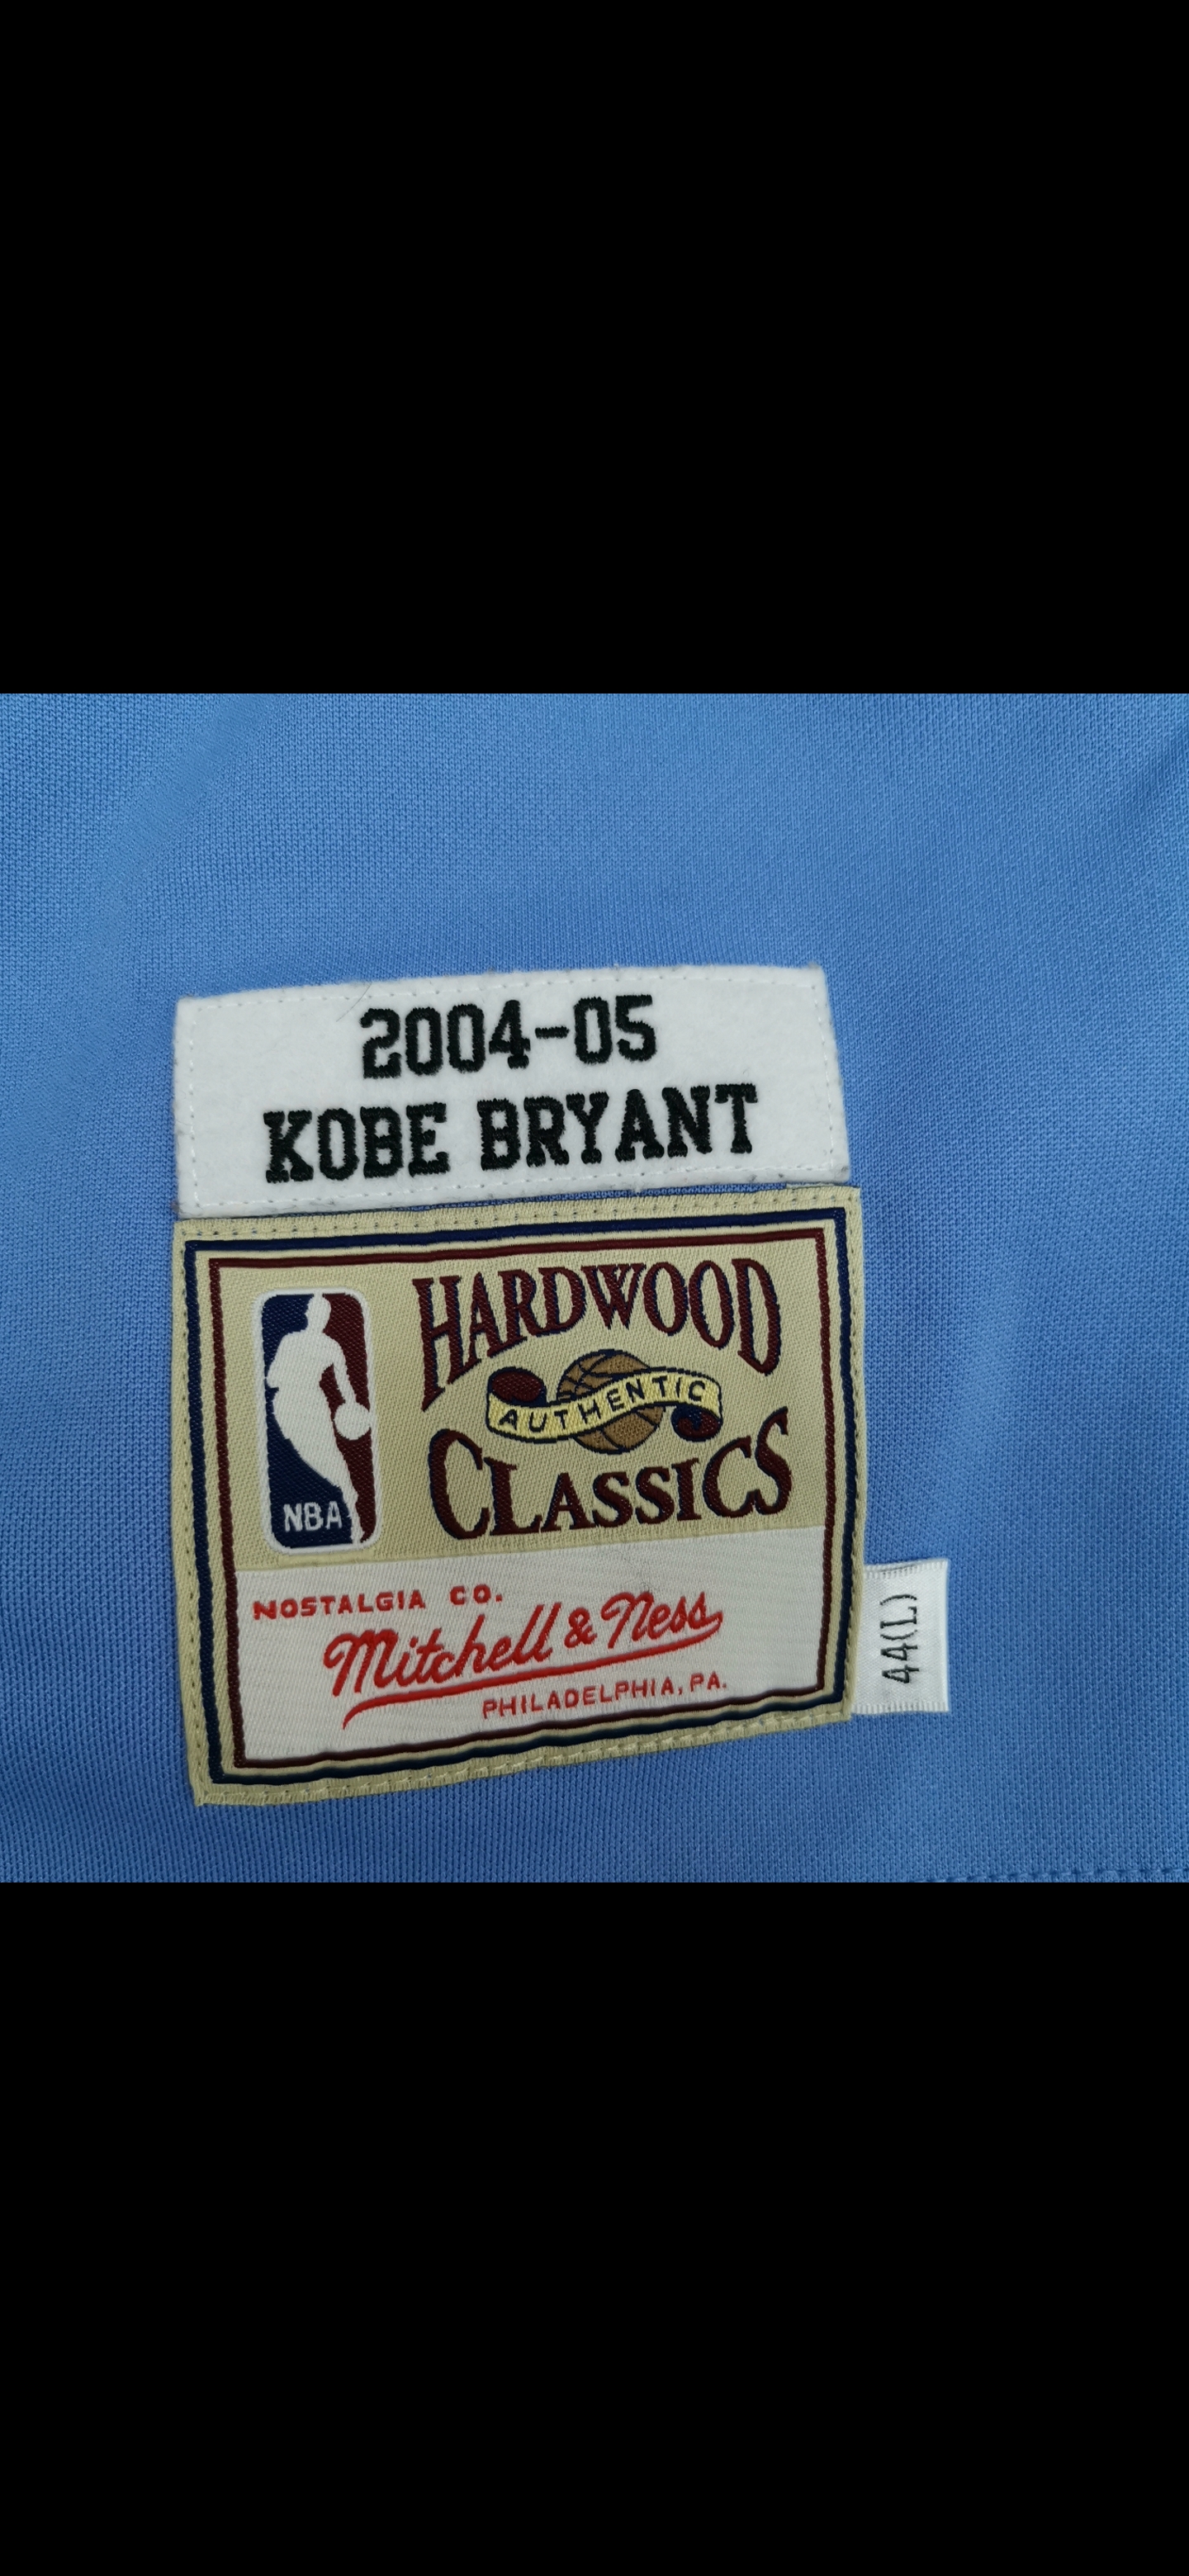 2004-05
KOBE BRYANT
HARDWOOD
AUTHENTIC
CLASSICS
NBA
NOSTALGIA CO.
Mitchell & Ness
PHILADELPHIA, PA.
44(L)